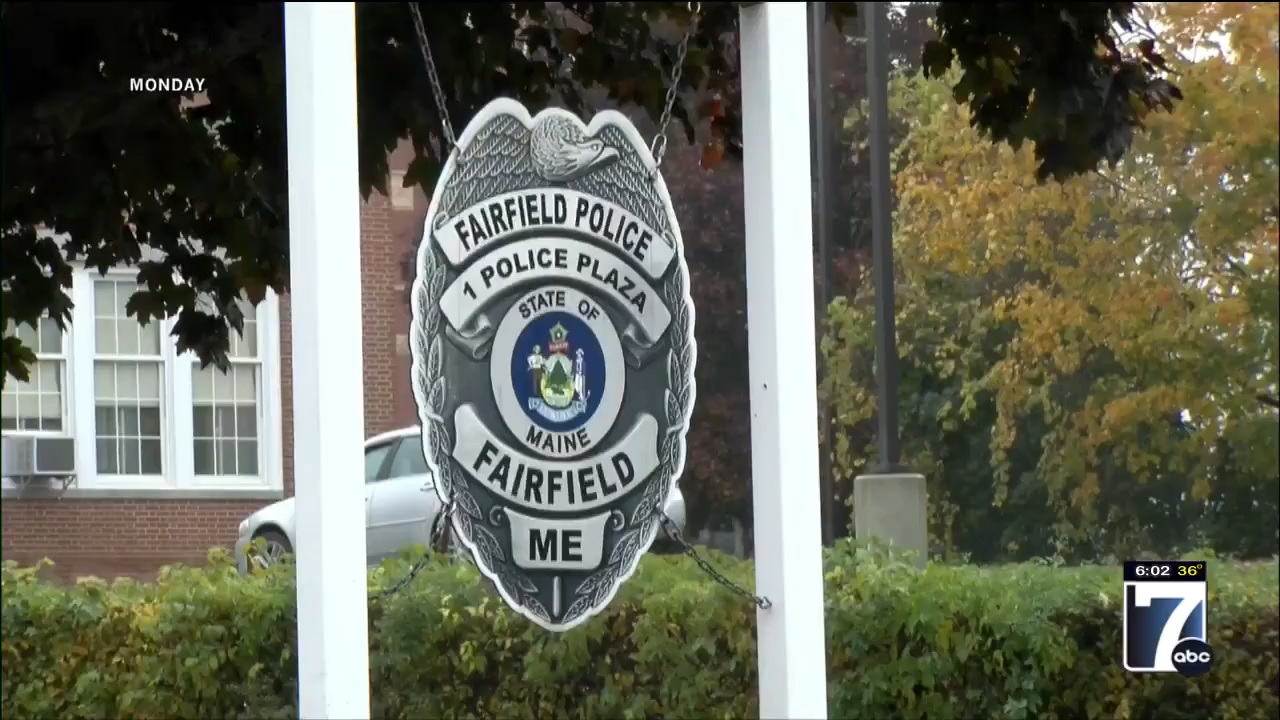 MONDAY
FAIRFIELD POLICE
1 POLICE PLAZA
STATE OF
MAINE
FAIRFIELD
ME
6:02 36°
7
abc